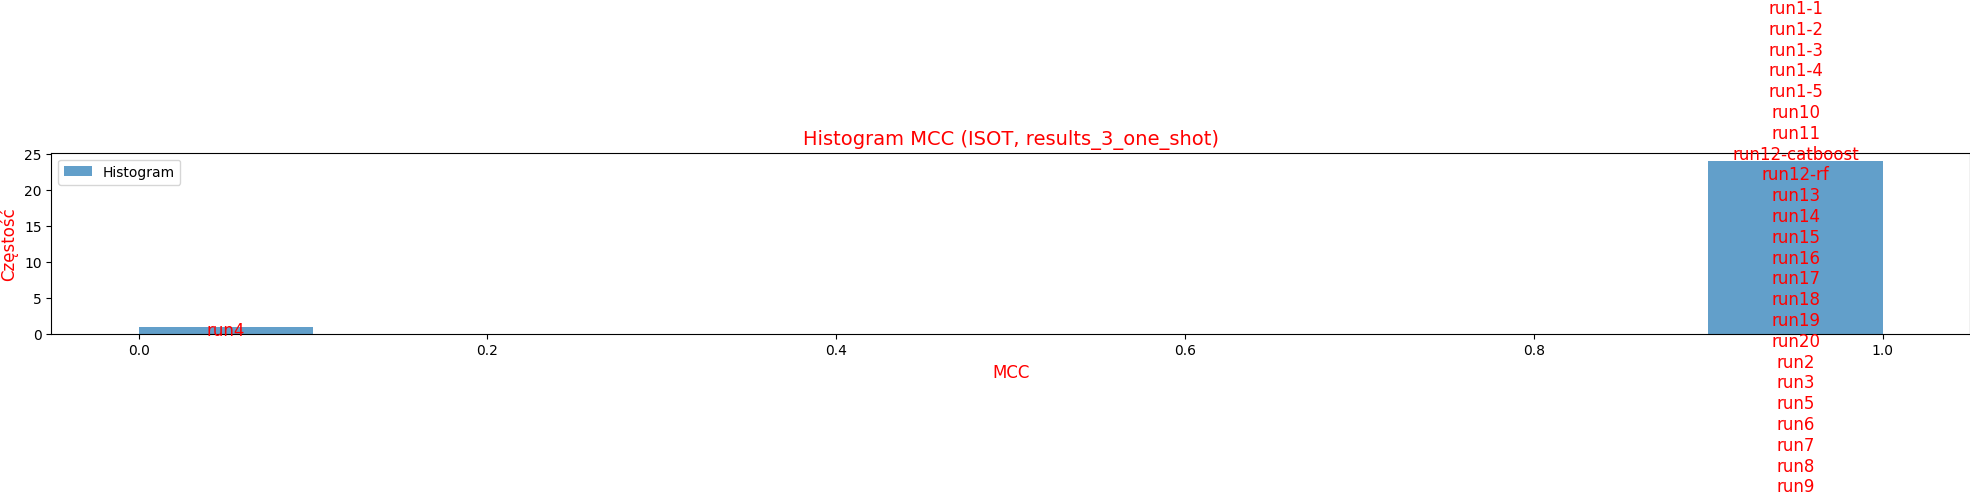 run1-1
run1-2
run1-3
run1-4
run1-5
run10
run11
run12-catboost
run12-rf
run13
run14
run15
run16
run17
run18
run19
run20
run2
run3
run5
run6
run7
run8
run9
Histogram MCC (ISOT, results_3_one_shot)
Histogram
Częstość
25
20
15
10
5
0
run4
0.0
0.2
0.4
0.6
0.8
1.0
MCC